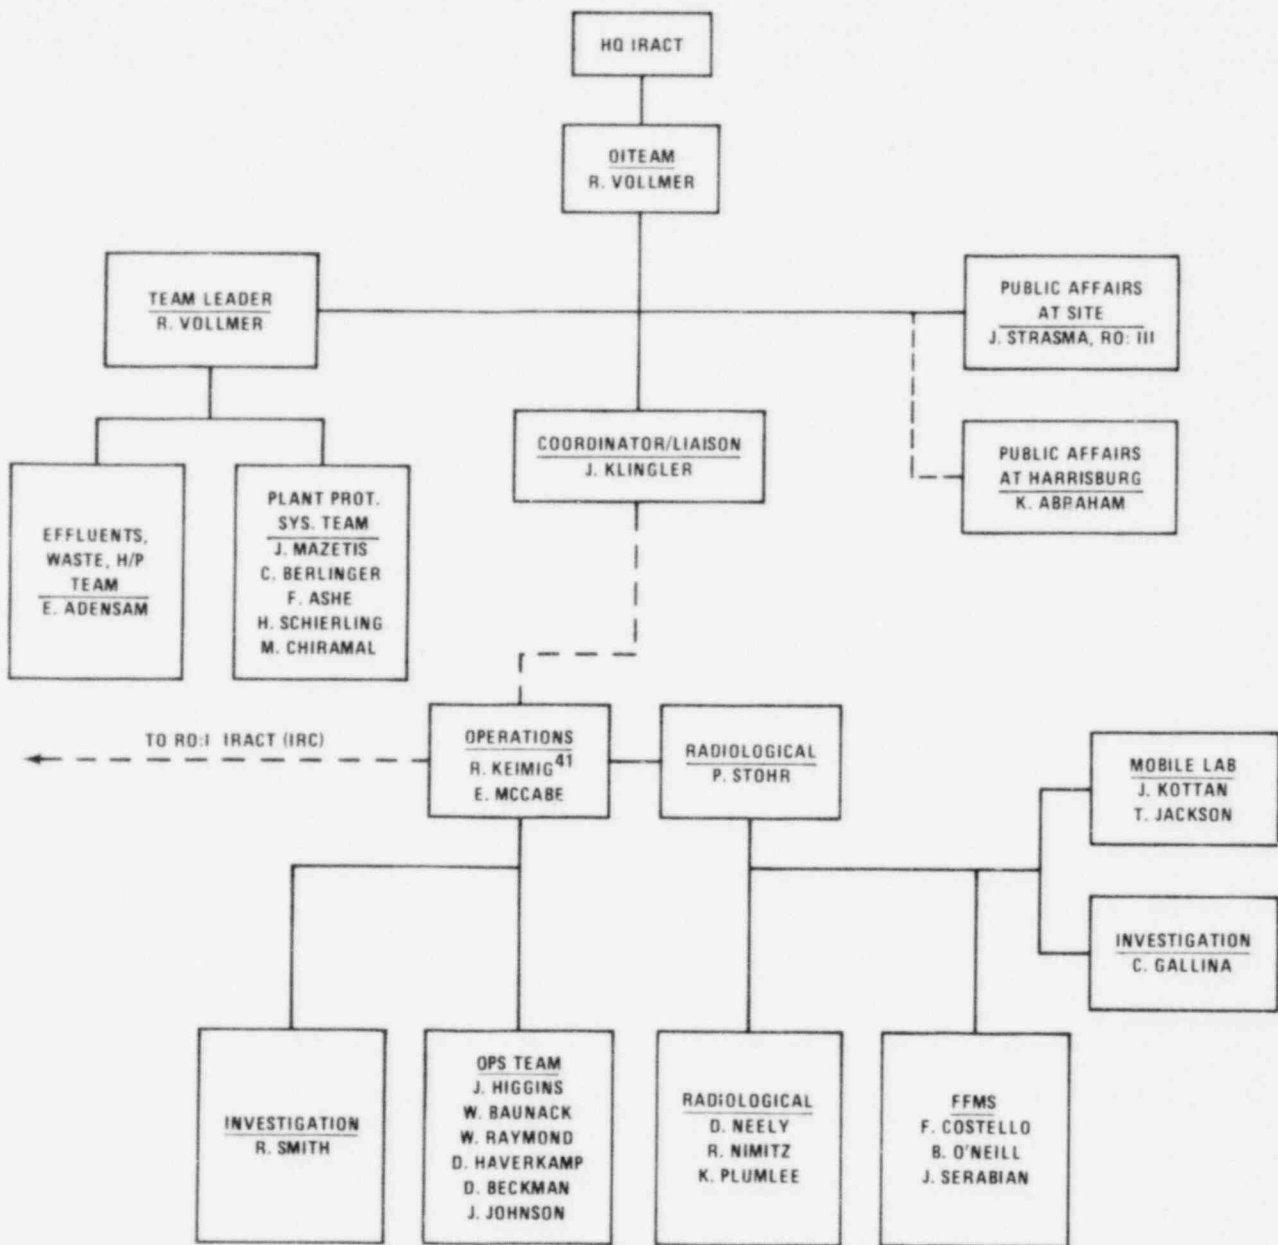 HQ IRACT
OITEAM
R. VOLLMER
TEAM LEADER
R. VOLLMER
PUBLIC AFFAIRS
AT SITE
J. STRASMA, RO: III
COORDINATOR/LIAISON
J. KLINGLER
PUBLIC AFFAIRS
AT HARRISBURG
K. ABRAHAM
EFFLUENTS,
WASTE, H/P
TEAM
E. ADENSAM
PLANT PROT.
SYS. TEAM
J. MAZETIS
C. BERLINGER
F. ASHE
H. SCHIERLING
M. CHIRAMAL
TO RO:I IRACT (IRC)
OPERATIONS
R. KEIMIG41
E. MCCABE
RADIOLOGICAL
P. STOHR
MOBILE LAB
J. KOTTAN
T. JACKSON
INVESTIGATION
C. GALLINA
INVESTIGATION
R. SMITH
OPS TEAM
J. HIGGINS
W. BAUNACK
W. RAYMOND
D. HAVERKAMP
D. BECKMAN
J. JOHNSON
RADIOLOGICAL
D. NEELY
R. NIMITZ
K. PLUMLEE
FFMS
F. COSTELLO
B. O'NEILL
J. SERABIAN